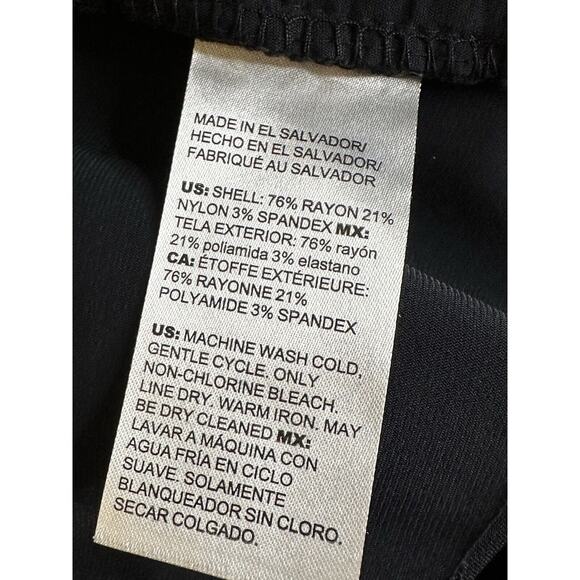 MADE IN EL SALVADOR/
HECHO EN EL SALVADOR/
FABRIQUÉ AU SALVADOR
US: SHELL: 76% RAYON 21%
NYLON 3% SPANDEX MX:
TELA EXTERIOR: 76% rayón
21% poliamida 3% elastano
CA: ÉTOFFE EXTÉRIEURE:
76% RAYONNE 21%
POLYAMIDE 3% SPANDEX
US: MACHINE WASH COLD,
GENTLE CYCLE. ONLY
NON-CHLORINE BLEACH.
LINE DRY. WARM IRON. MAY
BE DRY CLEANED MX:
LAVAR A MÁQUINA CON
AGUA FRÍA EN CICLO
SUAVE. SOLAMENTE
BLANQUEADOR SIN CLORO.
SECAR COLGADO.